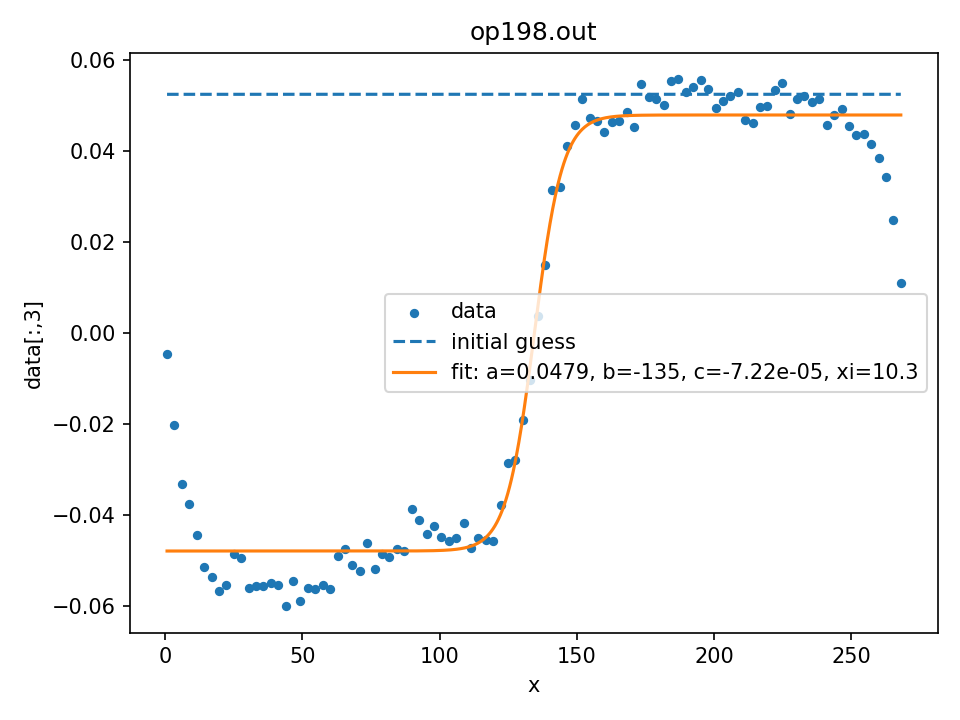 op198.out
0.06
0.04
0.02
0.00
−0.02
−0.04
−0.06
data[:,3]
data
initial guess
fit: a=0.0479, b=-135, c=-7.22e-05, xi=10.3
0 50 100 150 200 250
x